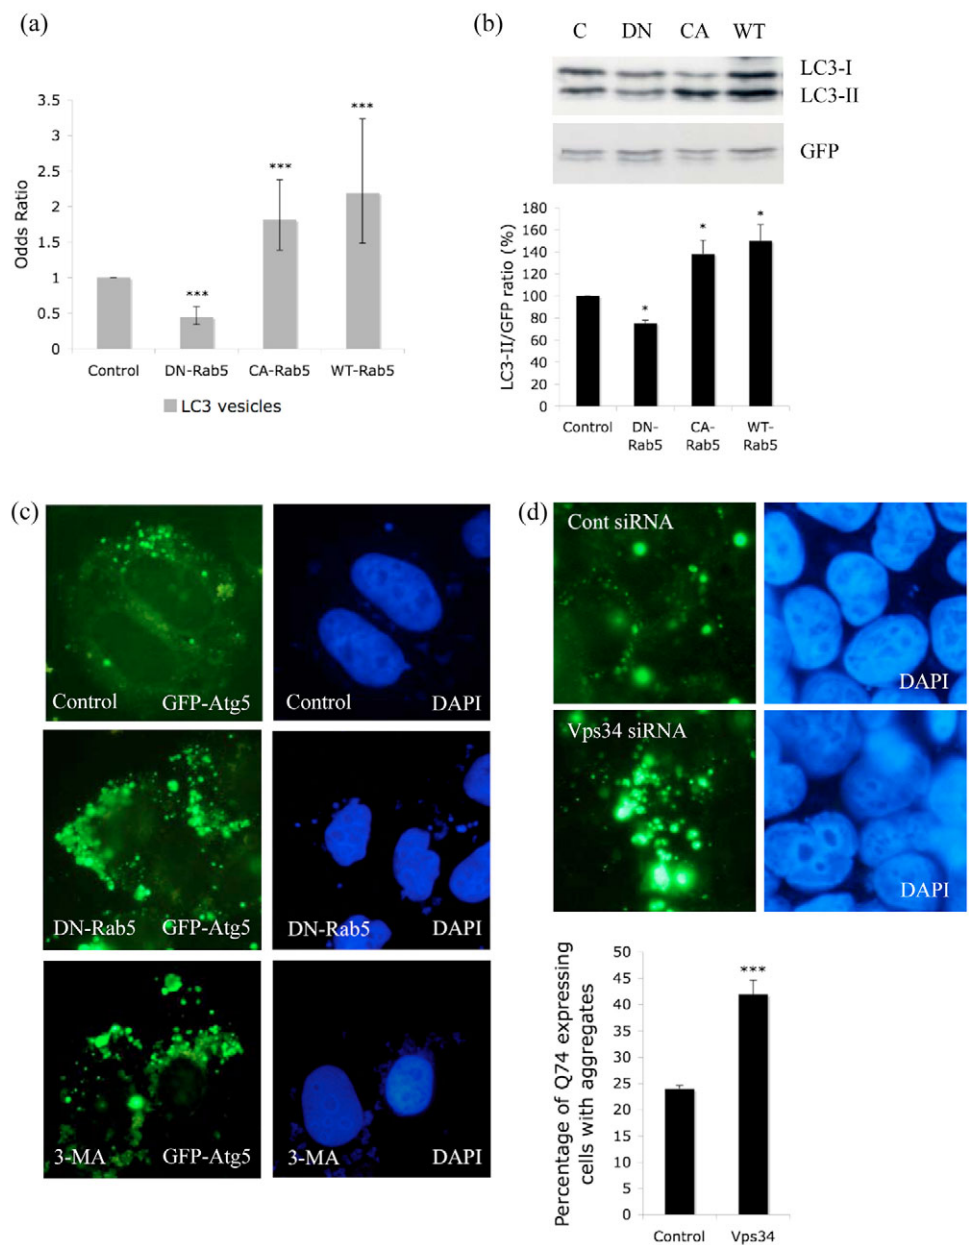 (a)
3.5
3
2.5
2
1.5
1
0.5
0
Odds Ratio
***
***
***
Control DN-Rab5 CA-Rab5 WT-Rab5
LC3 vesicles
(b)
C DN CA WT
LC3-I
LC3-II
GFP
180
160
140
120
100
80
60
40
20
0
LC3-II/GFP ratio (%)
*
*
*
Control DN- CA- WT-
Rab5 Rab5 Rab5
(c)
Control GFP-Atg5
Control DAPI
DN-Rab5 GFP-Atg5
DN-Rab5 DAPI
3-MA GFP-Atg5
3-MA DAPI
(d)
Cont siRNA
DAPI
Vps34 siRNA
DAPI
50
45
40
35
30
25
20
15
10
5
0
Percentage of Q74 expressing
cells with aggregates
***
Control Vps34